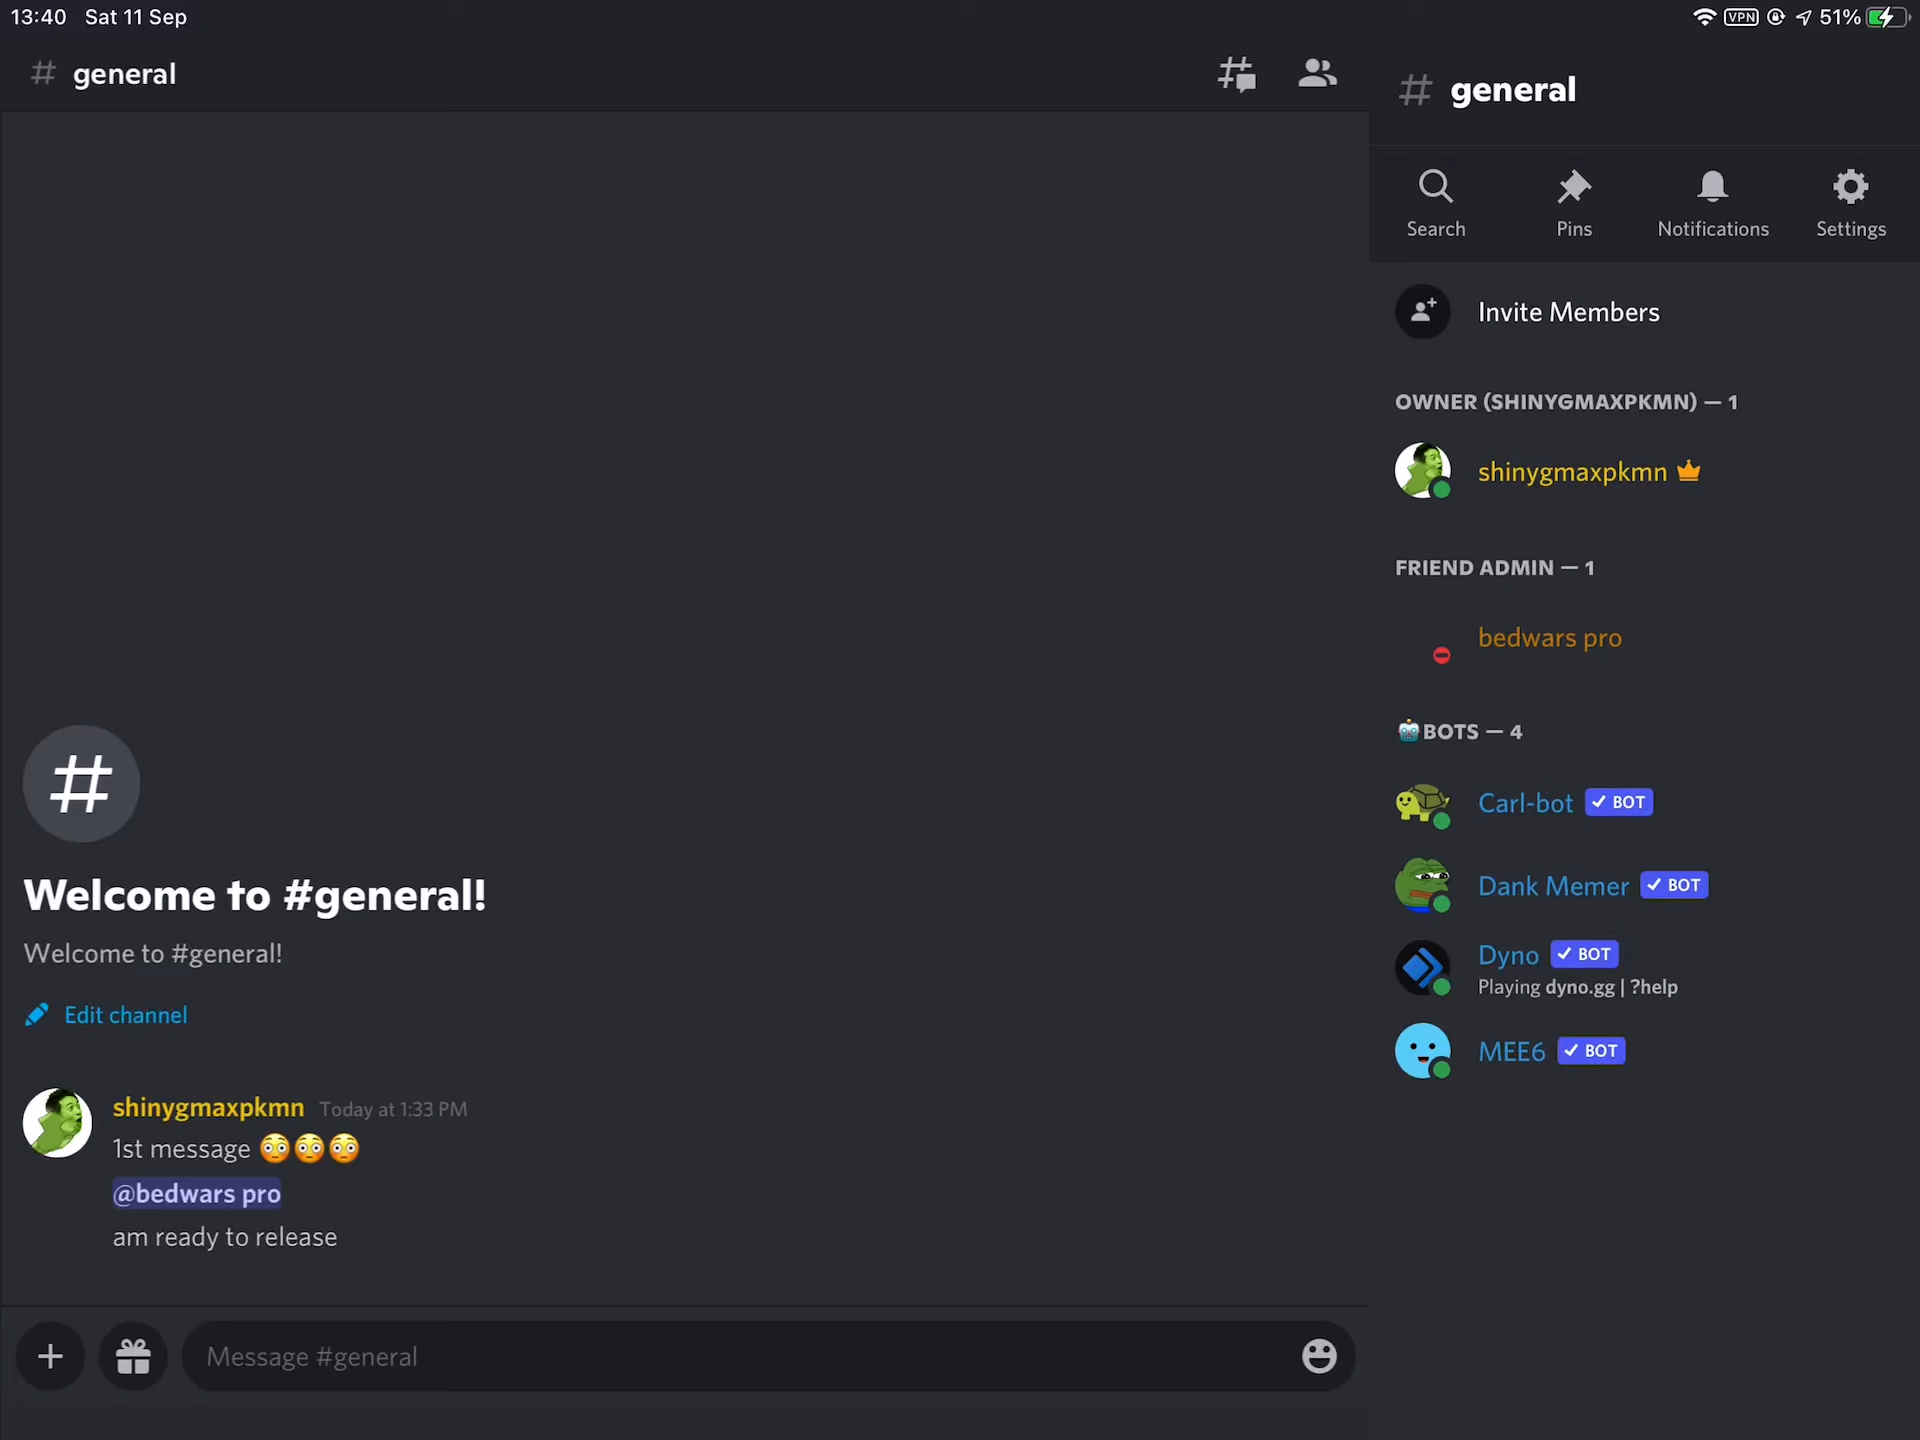 13:40 Sat 11 Sep
VPN 51%
# general
# general
Search Pins Notifications Settings
Invite Members
OWNER (SHINYGMAXPKMN) — 1
shinygmaxpkmn
FRIEND ADMIN — 1
bedwars pro
🤖BOTS — 4
Carl-bot ✓ BOT
Dank Memer ✓ BOT
Dyno ✓ BOT
Playing dyno.gg | ?help
MEE6 ✓ BOT
#
Welcome to #general!
Welcome to #general!
Edit channel
shinygmaxpkmn Today at 1:33 PM
1st message 😳😳😳
@bedwars pro
am ready to release
Message #general